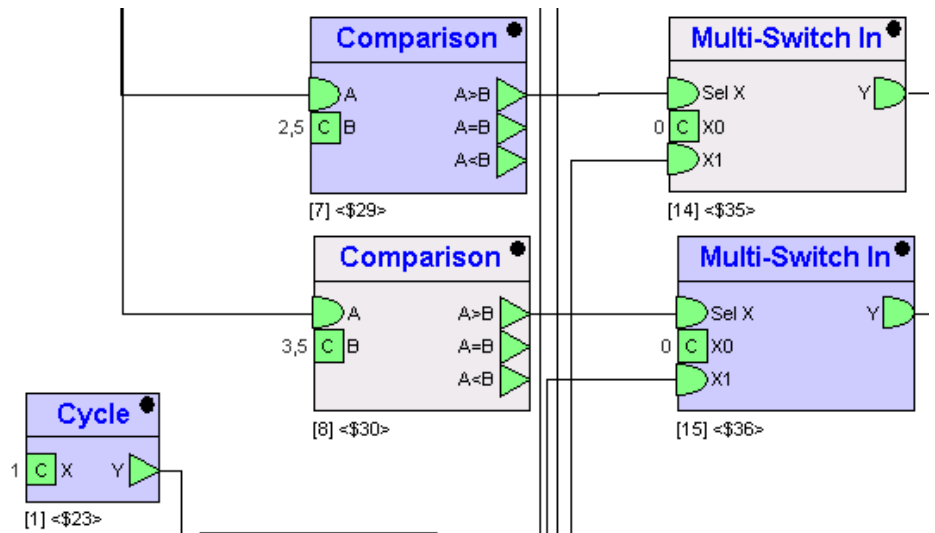 Comparison
A A>B
2,5 C B A=B
A<B
[7] <$29>
Multi-Switch In
Sel X Y
0 C X0
X1
[14] <$35>
Comparison
A A>B
3,5 C B A=B
A<B
[8] <$30>
Multi-Switch In
Sel X Y
0 C X0
X1
[15] <$36>
Cycle
1 C X Y
[1] <$23>